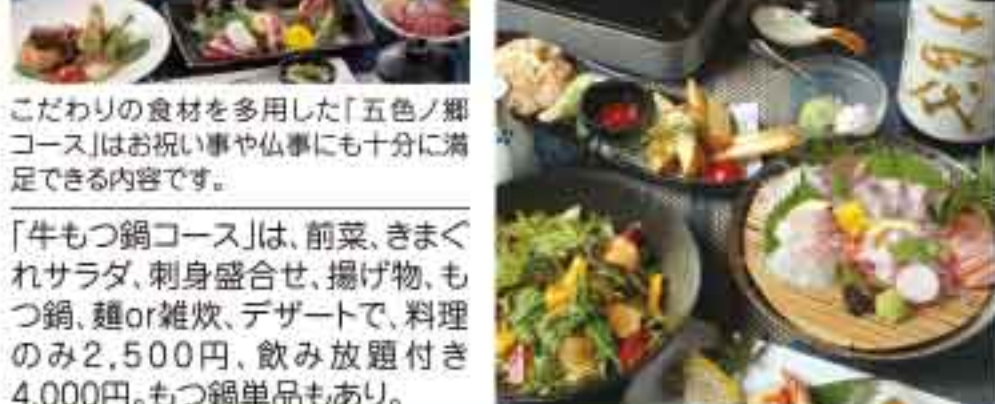 こだわりの食材を多用した「五色ノ郷
コース」はお祝い事や仏事にも十分に満
足できる内容です。
「牛もつ鍋コース」は、前菜、きまぐ
れサラダ、刺身盛合せ、揚げ物、も
つ鍋、麺or雑炊、デザートで、料理
のみ2,500円、飲み放題付き
4,000円。もつ鍋単品もあり。